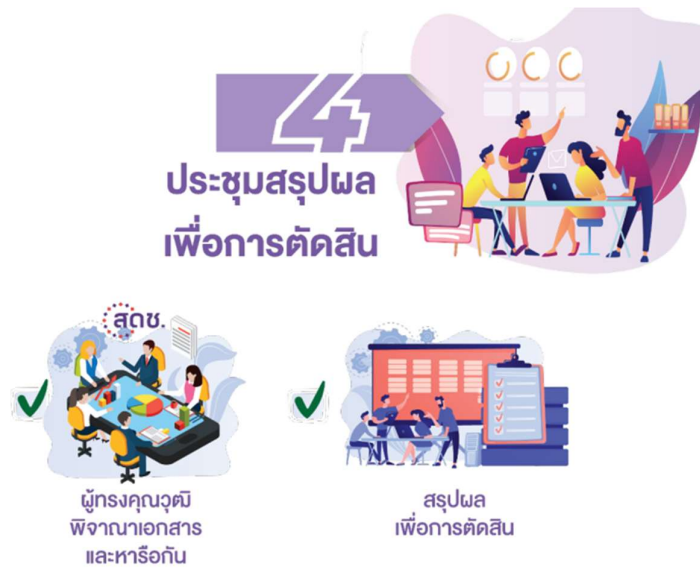 4
ประชุมสรุปผล
เพื่อการตัดสิน
สดช.
ผู้ทรงคุณวุฒิ
พิจาณาเอกสาร
และหารือกัน
สรุปผล
เพื่อการตัดสิน